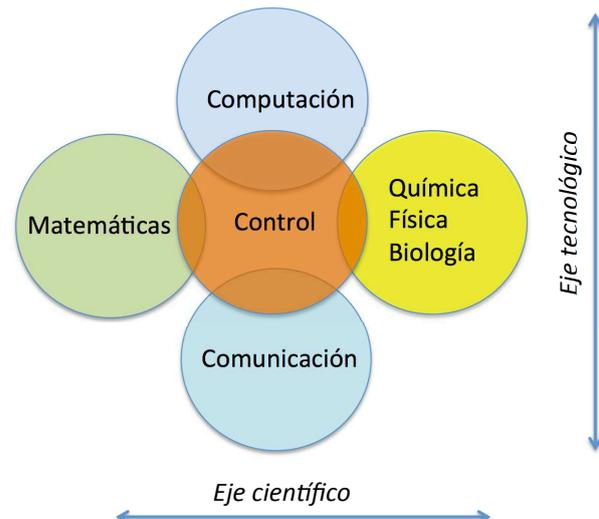 Computación
Matemáticas
Control
Química
Física
Biología
Comunicación
Eje tecnológico
Eje científico